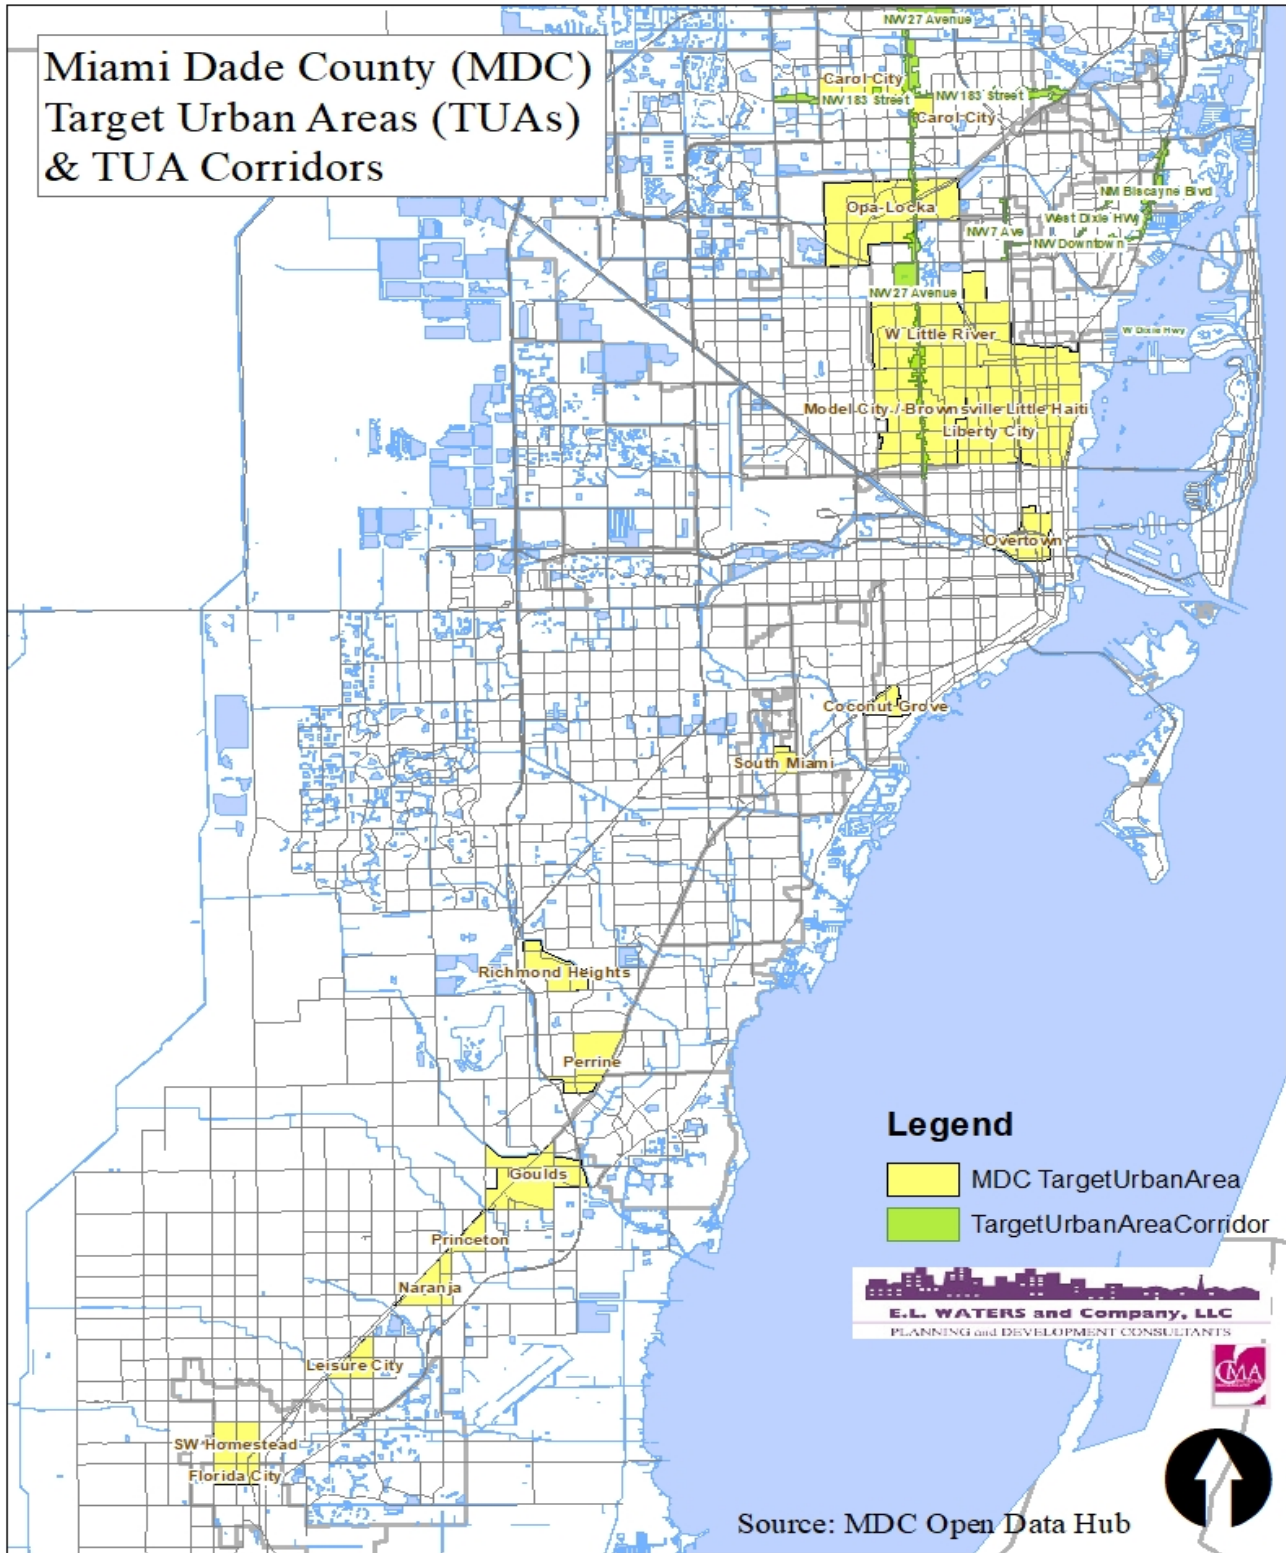 Miami Dade County (MDC)
Target Urban Areas (TUAs)
& TUA Corridors
NW 27 Avenue
Carol City
NW 183 Street
NW 183 Street
Carol City
Opa-Locka
NM Biscayne Blvd
West Dixie HWy
NW7 Ave
NW Downtown
NW 27 Avenue
W Little River
W Dixie Hwy
Model City / Brownsville Little Haiti
Liberty City
Overtown
Coconut Grove
South Miami
Richmond Heights
Perrine
Goulds
Princeton
Naranja
Leisure City
SW Homestead
Florida City
Legend
MDC TargetUrbanArea
TargetUrbanAreaCorridor
E.L. WATERS and Company, LLC
PLANNING and DEVELOPMENT CONSULTANTS
CMA
Source: MDC Open Data Hub